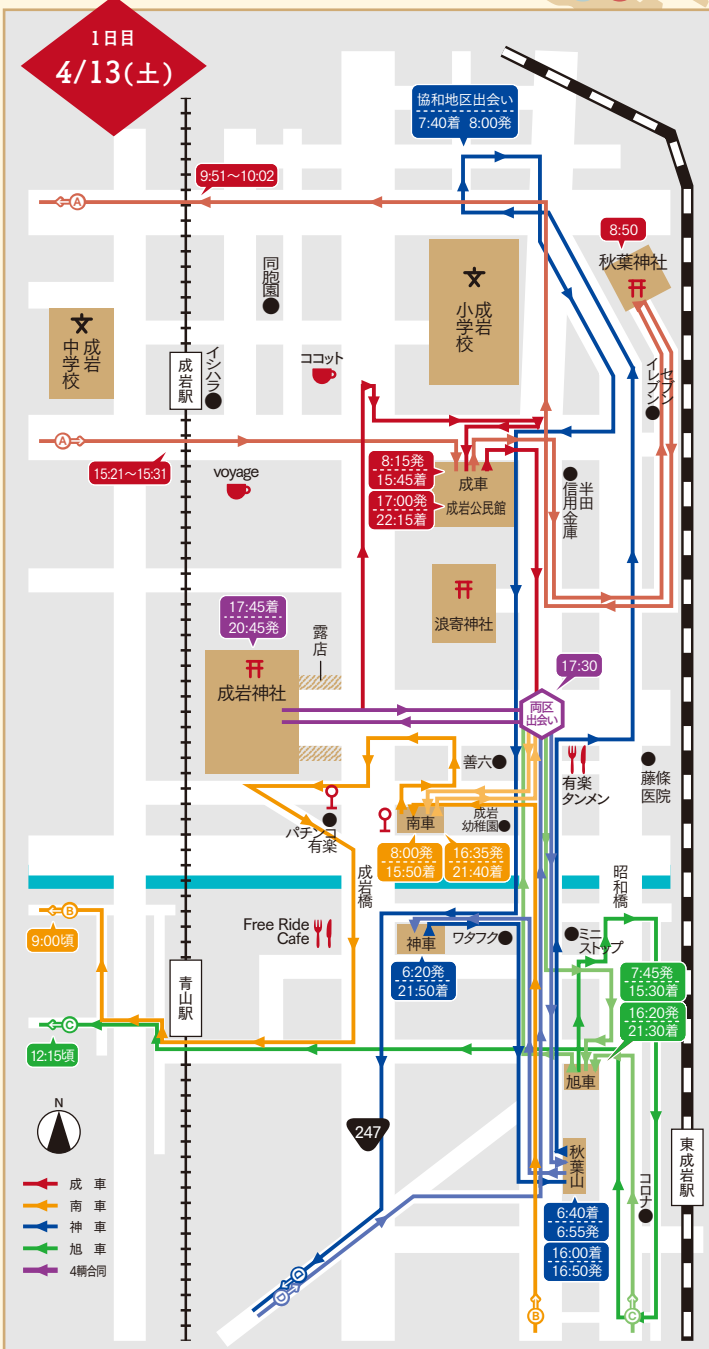 1日目
4/13(土)
協和地区出会い
7:40着 8:00発
9:51〜10:02
A
8:50
秋葉神社
同胞園
成岩
小学校
成岩
中学校
成岩駅
イシハラ
ココット
セブン
イレブン
A
15:21〜15:31
voyage
8:15発
15:45着
17:00発
22:15着
成車
成岩公民館
半田
信用金庫
浪寄神社
17:45着
20:45発
露店
成岩神社
17:30
両区
出会い
善六
有楽
タンメン
藤條
医院
パチンコ
有楽
南車
成岩
幼稚園
8:00発
15:50着
16:35発
21:40着
成岩橋
昭和橋
B
9:00頃
Free Ride
Cafe
神車
ワタフク
ミニ
ストップ
6:20発
21:50着
7:45発
15:30着
16:20発
21:30着
青山駅
C
12:15頃
旭車
N
247
秋葉山
東成岩駅
コロナ
6:40着
6:55発
16:00着
16:50発
成車
南車
神車
旭車
4輌合同
D
D
B
C